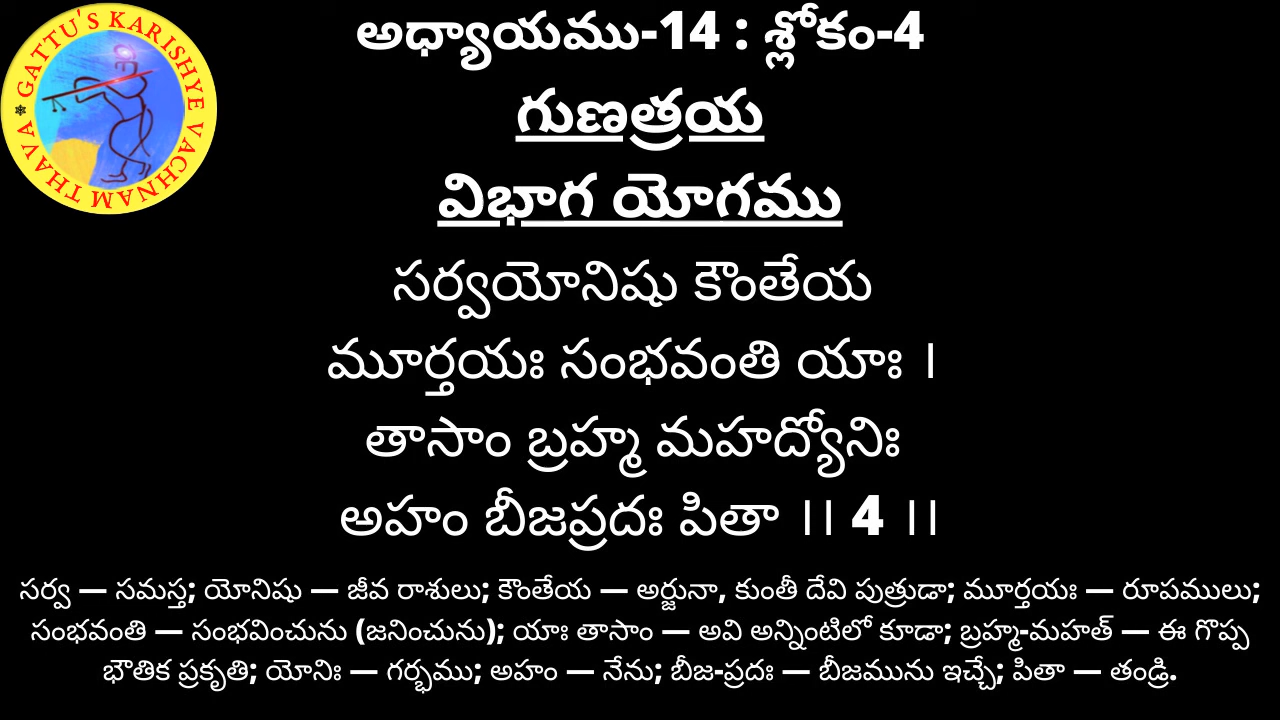 GATTU'S KARISHYE VACHNAM THAVA
అధ్యాయము-14 : శ్లోకం-4
గుణత్రయ
విభాగ యోగము
సర్వయోనిషు కౌంతేయ
మూర్తయః సంభవంతి యాః ।
తాసాం బ్రహ్మ మహద్యోనిః
అహం బీజప్రదః పితా ।। 4 ।।
సర్వ — సమస్త; యోనిషు — జీవ రాశులు; కౌంతేయ — అర్జునా, కుంతీ దేవి పుత్రుడా; మూర్తయః — రూపములు;
సంభవంతి — సంభవించును (జనించును); యాః తాసాం — అవి అన్నింటిలో కూడా; బ్రహ్మ-మహత్ — ఈ గొప్ప
భౌతిక ప్రకృతి; యోనిః — గర్భము; అహం — నేను; బీజ-ప్రదః — బీజమును ఇచ్చే; పితా — తండ్రి.